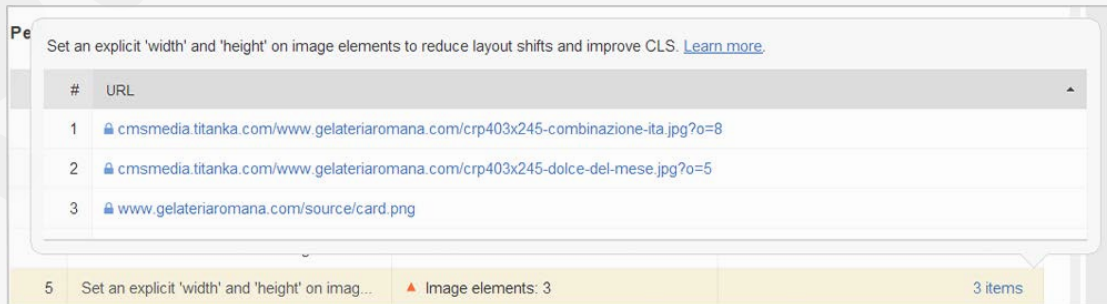 Pe
Set an explicit 'width' and 'height' on image elements to reduce layout shifts and improve CLS. Learn more.
# URL
1 cmsmedia.titanka.com/www.gelateriaromana.com/crp403x245-combinazione-ita.jpg?o=8
2 cmsmedia.titanka.com/www.gelateriaromana.com/crp403x245-dolce-del-mese.jpg?o=5
3 www.gelateriaromana.com/source/card.png
5 Set an explicit 'width' and 'height' on imag... Image elements: 3 3 items